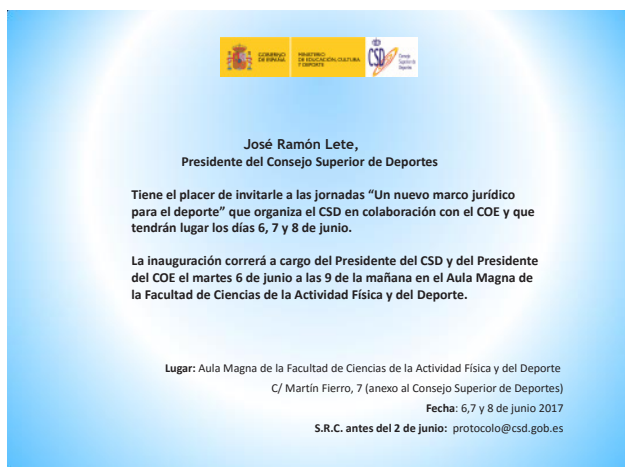 GOBIERNO
DE ESPAÑA
MINISTERIO
DE EDUCACIÓN, CULTURA
Y DEPORTE
CSD
Consejo
Superior de
Deportes
José Ramón Lete,
Presidente del Consejo Superior de Deportes
Tiene el placer de invitarle a las jornadas “Un nuevo marco jurídico
para el deporte” que organiza el CSD en colaboración con el COE y que
tendrán lugar los días 6, 7 y 8 de junio.
La inauguración correrá a cargo del Presidente del CSD y del Presidente
del COE el martes 6 de junio a las 9 de la mañana en el Aula Magna de
la Facultad de Ciencias de la Actividad Física y del Deporte.
Lugar: Aula Magna de la Facultad de Ciencias de la Actividad Física y del Deporte
C/ Martín Fierro, 7 (anexo al Consejo Superior de Deportes)
Fecha: 6,7 y 8 de junio 2017
S.R.C. antes del 2 de junio: protocolo@csd.gob.es